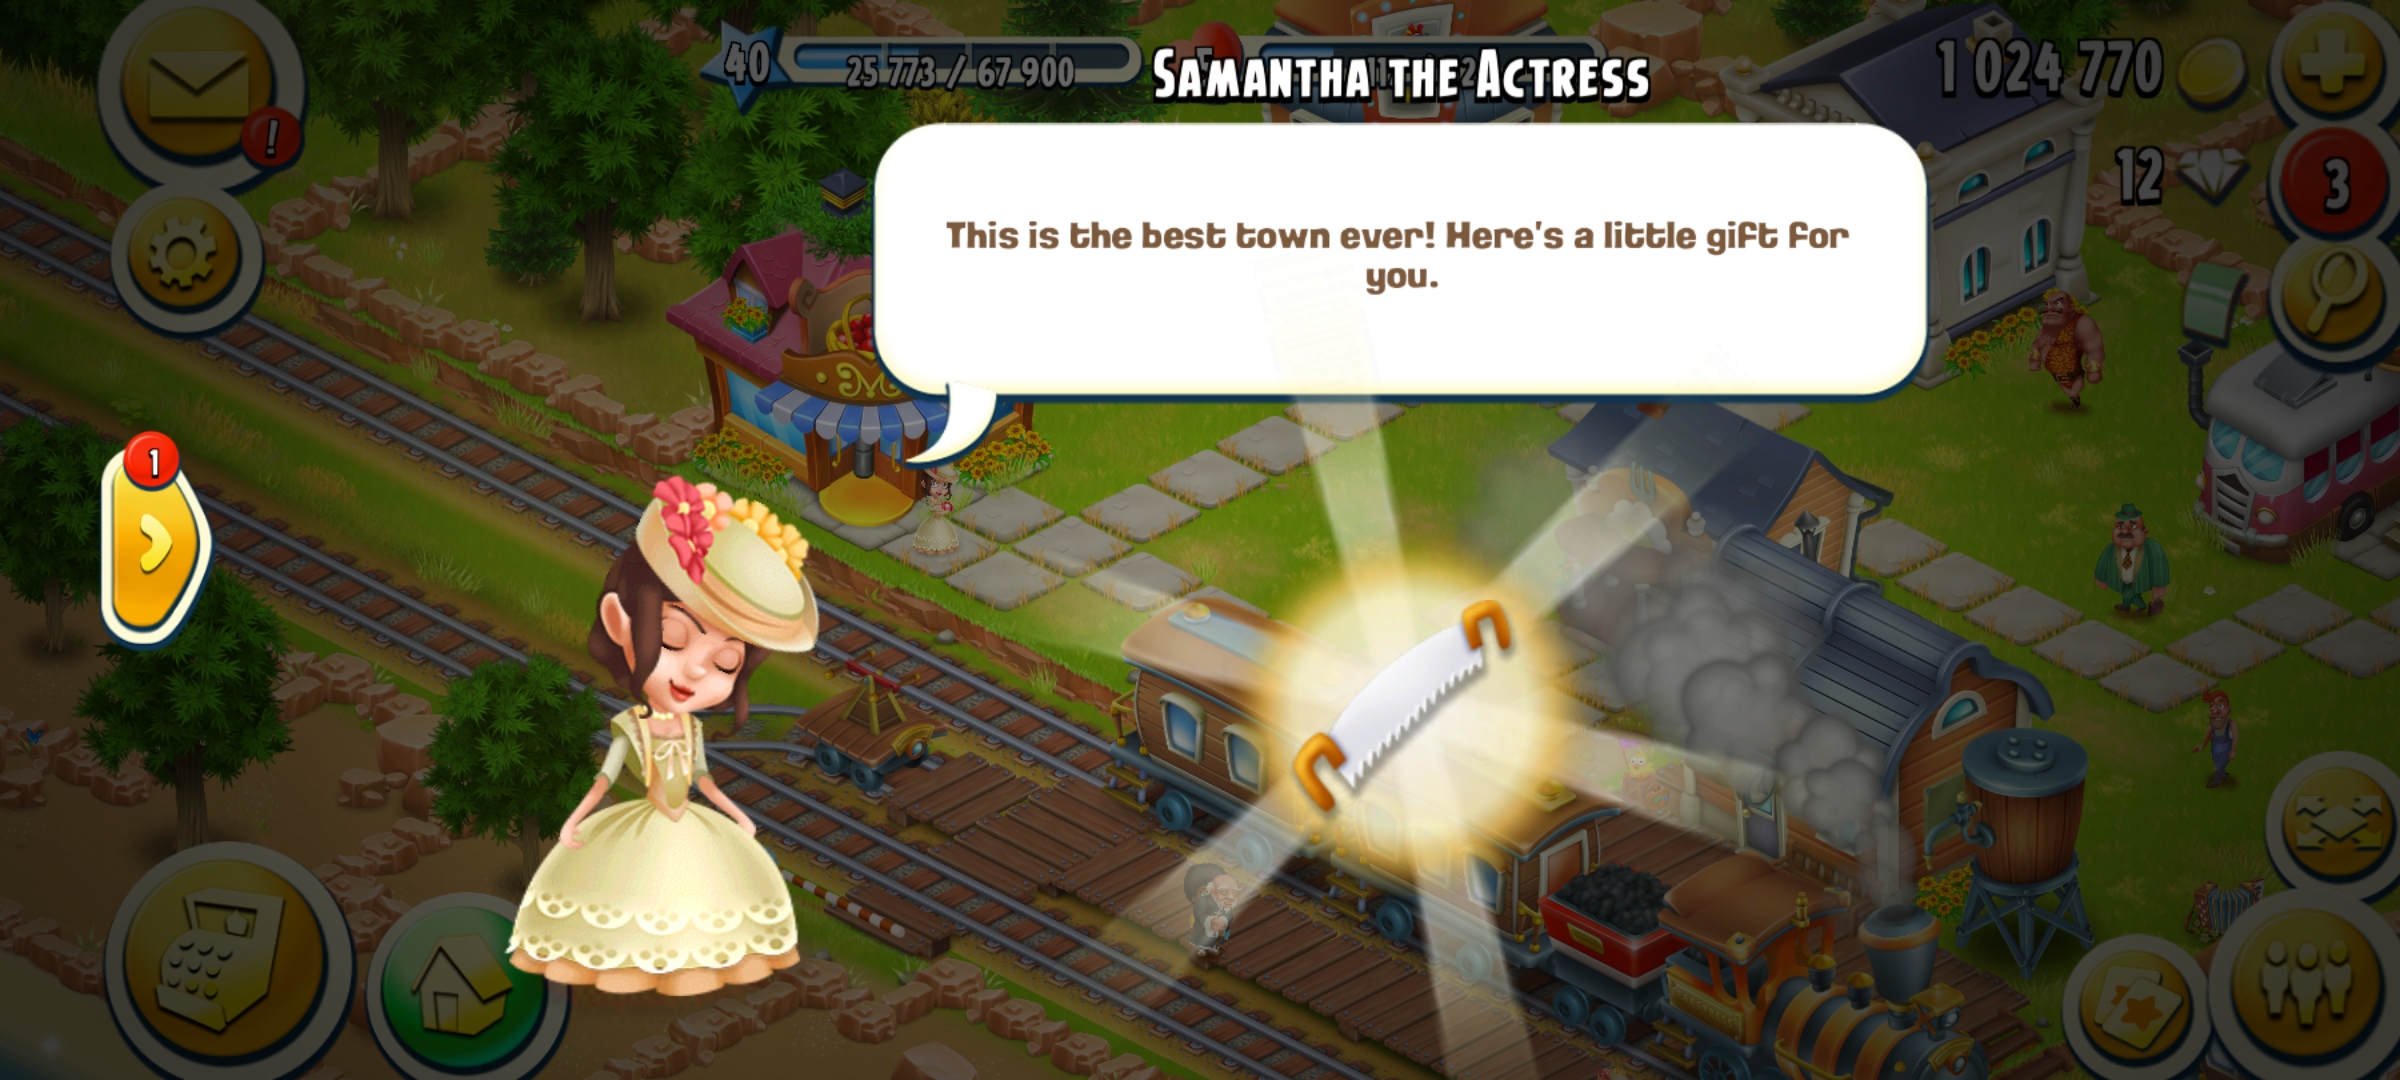 40
25 773 / 67 900
SAMANTHA THE ACTRESS
1 024 770
!
12
3
This is the best town ever! Here's a little gift for
you.
M
1